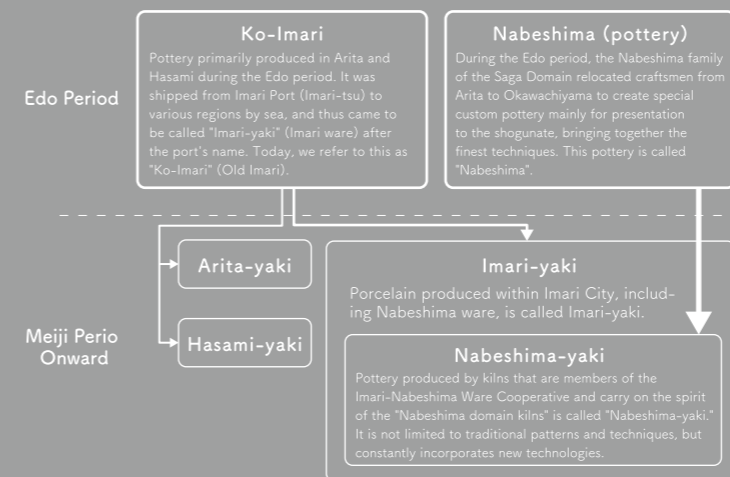 Edo Period
Ko-Imari
Pottery primarily produced in Arita and
Hasami during the Edo period. It was
shipped from Imari Port (Imari-tsu) to
various regions by sea, and thus came to
be called "Imari-yaki" (Imari ware) after
the port's name. Today, we refer to this as
"Ko-Imari" (Old Imari).
Nabeshima (pottery)
During the Edo period, the Nabeshima family
of the Saga Domain relocated craftsmen from
Arita to Okawachiyama to create special
custom pottery mainly for presentation
to the shogunate, bringing together the
finest techniques. This pottery is called
"Nabeshima".
Meiji Perio
Onward
Arita-yaki
Hasami-yaki
Imari-yaki
Porcelain produced within Imari City, includ-
ing Nabeshima ware, is called Imari-yaki.
Nabeshima-yaki
Pottery produced by kilns that are members of the
Imari-Nabeshima Ware Cooperative and carry on the spirit
of the "Nabeshima domain kilns" is called "Nabeshima-yaki."
It is not limited to traditional patterns and techniques, but
constantly incorporates new technologies.